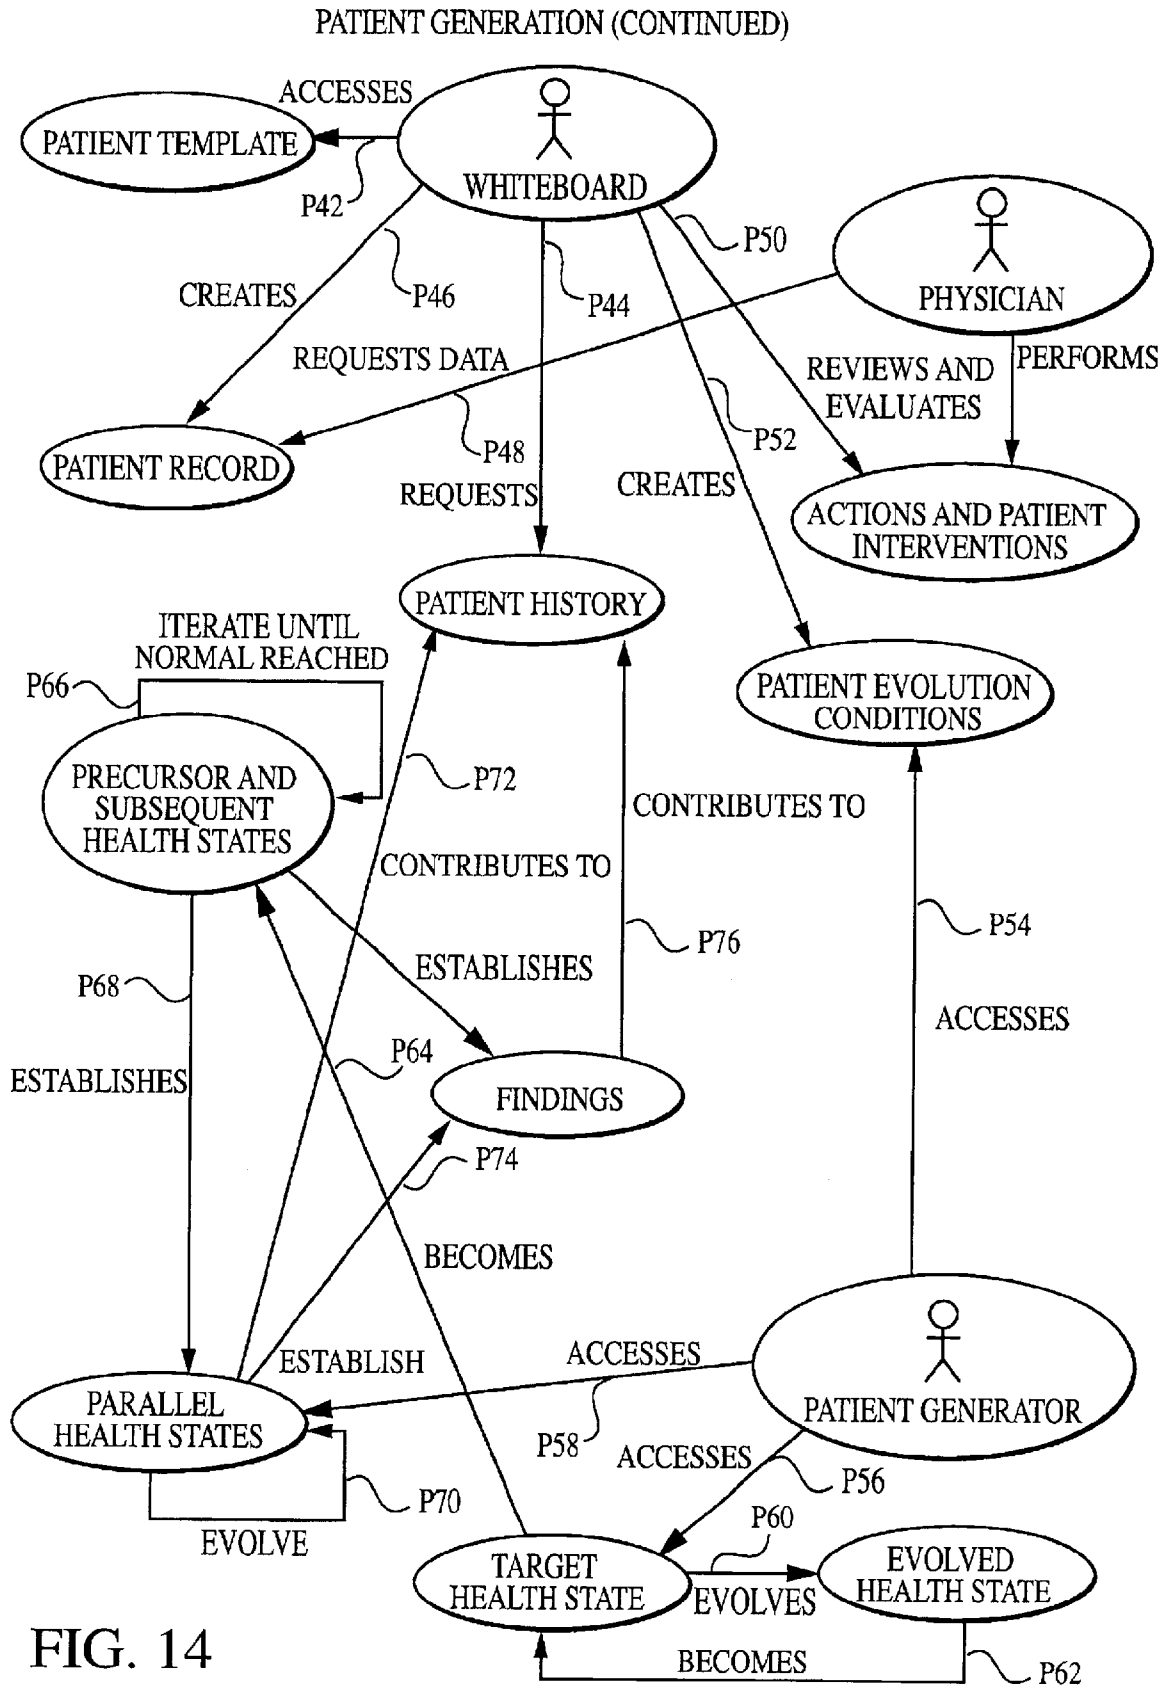 PATIENT GENERATION (CONTINUED)
ACCESSES
PATIENT TEMPLATE
WHITEBOARD
P42
P50
P46
P44
CREATES
PHYSICIAN
REQUESTS DATA
REVIEWS AND
EVALUATES
PERFORMS
P48
P52
PATIENT RECORD
REQUESTS
CREATES
ACTIONS AND PATIENT
INTERVENTIONS
PATIENT HISTORY
ITERATE UNTIL
NORMAL REACHED
P66
PATIENT EVOLUTION
CONDITIONS
PRECURSOR AND
SUBSEQUENT
HEALTH STATES
P72
CONTRIBUTES TO
CONTRIBUTES TO
P54
P76
ESTABLISHES
P68
ACCESSES
P64
ESTABLISHES
FINDINGS
P74
BECOMES
ACCESSES
ESTABLISH
PARALLEL
HEALTH STATES
PATIENT GENERATOR
P58
ACCESSES
P56
P70
EVOLVE
P60
TARGET
HEALTH STATE
EVOLVED
HEALTH STATE
EVOLVES
BECOMES
P62
FIG. 14